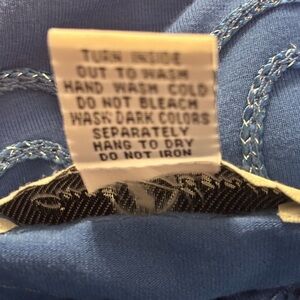 TURN INSIDE
OUT TO WASH
HAND WASH COLD
DO NOT BLEACH
WASH DARK COLORS
SEPARATELY
HANG TO DRY
DO NOT IRON